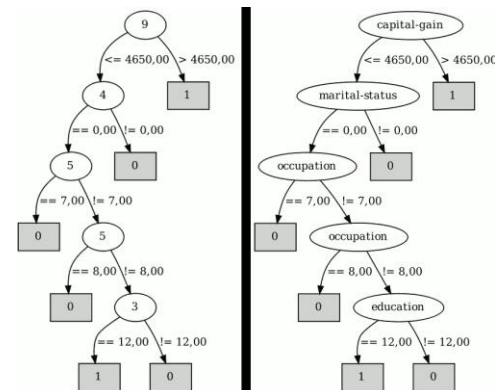 9
capital-gain
<= 4650,00 > 4650,00
<= 4650,00 > 4650,00
4
1
marital-status
1
== 0,00 != 0,00
== 0,00 != 0,00
5
0
occupation
0
== 7,00 != 7,00
== 7,00 != 7,00
0
5
0
occupation
== 8,00 != 8,00
== 8,00 != 8,00
0
3
0
education
== 12,00 != 12,00
== 12,00 != 12,00
1
0
1
0